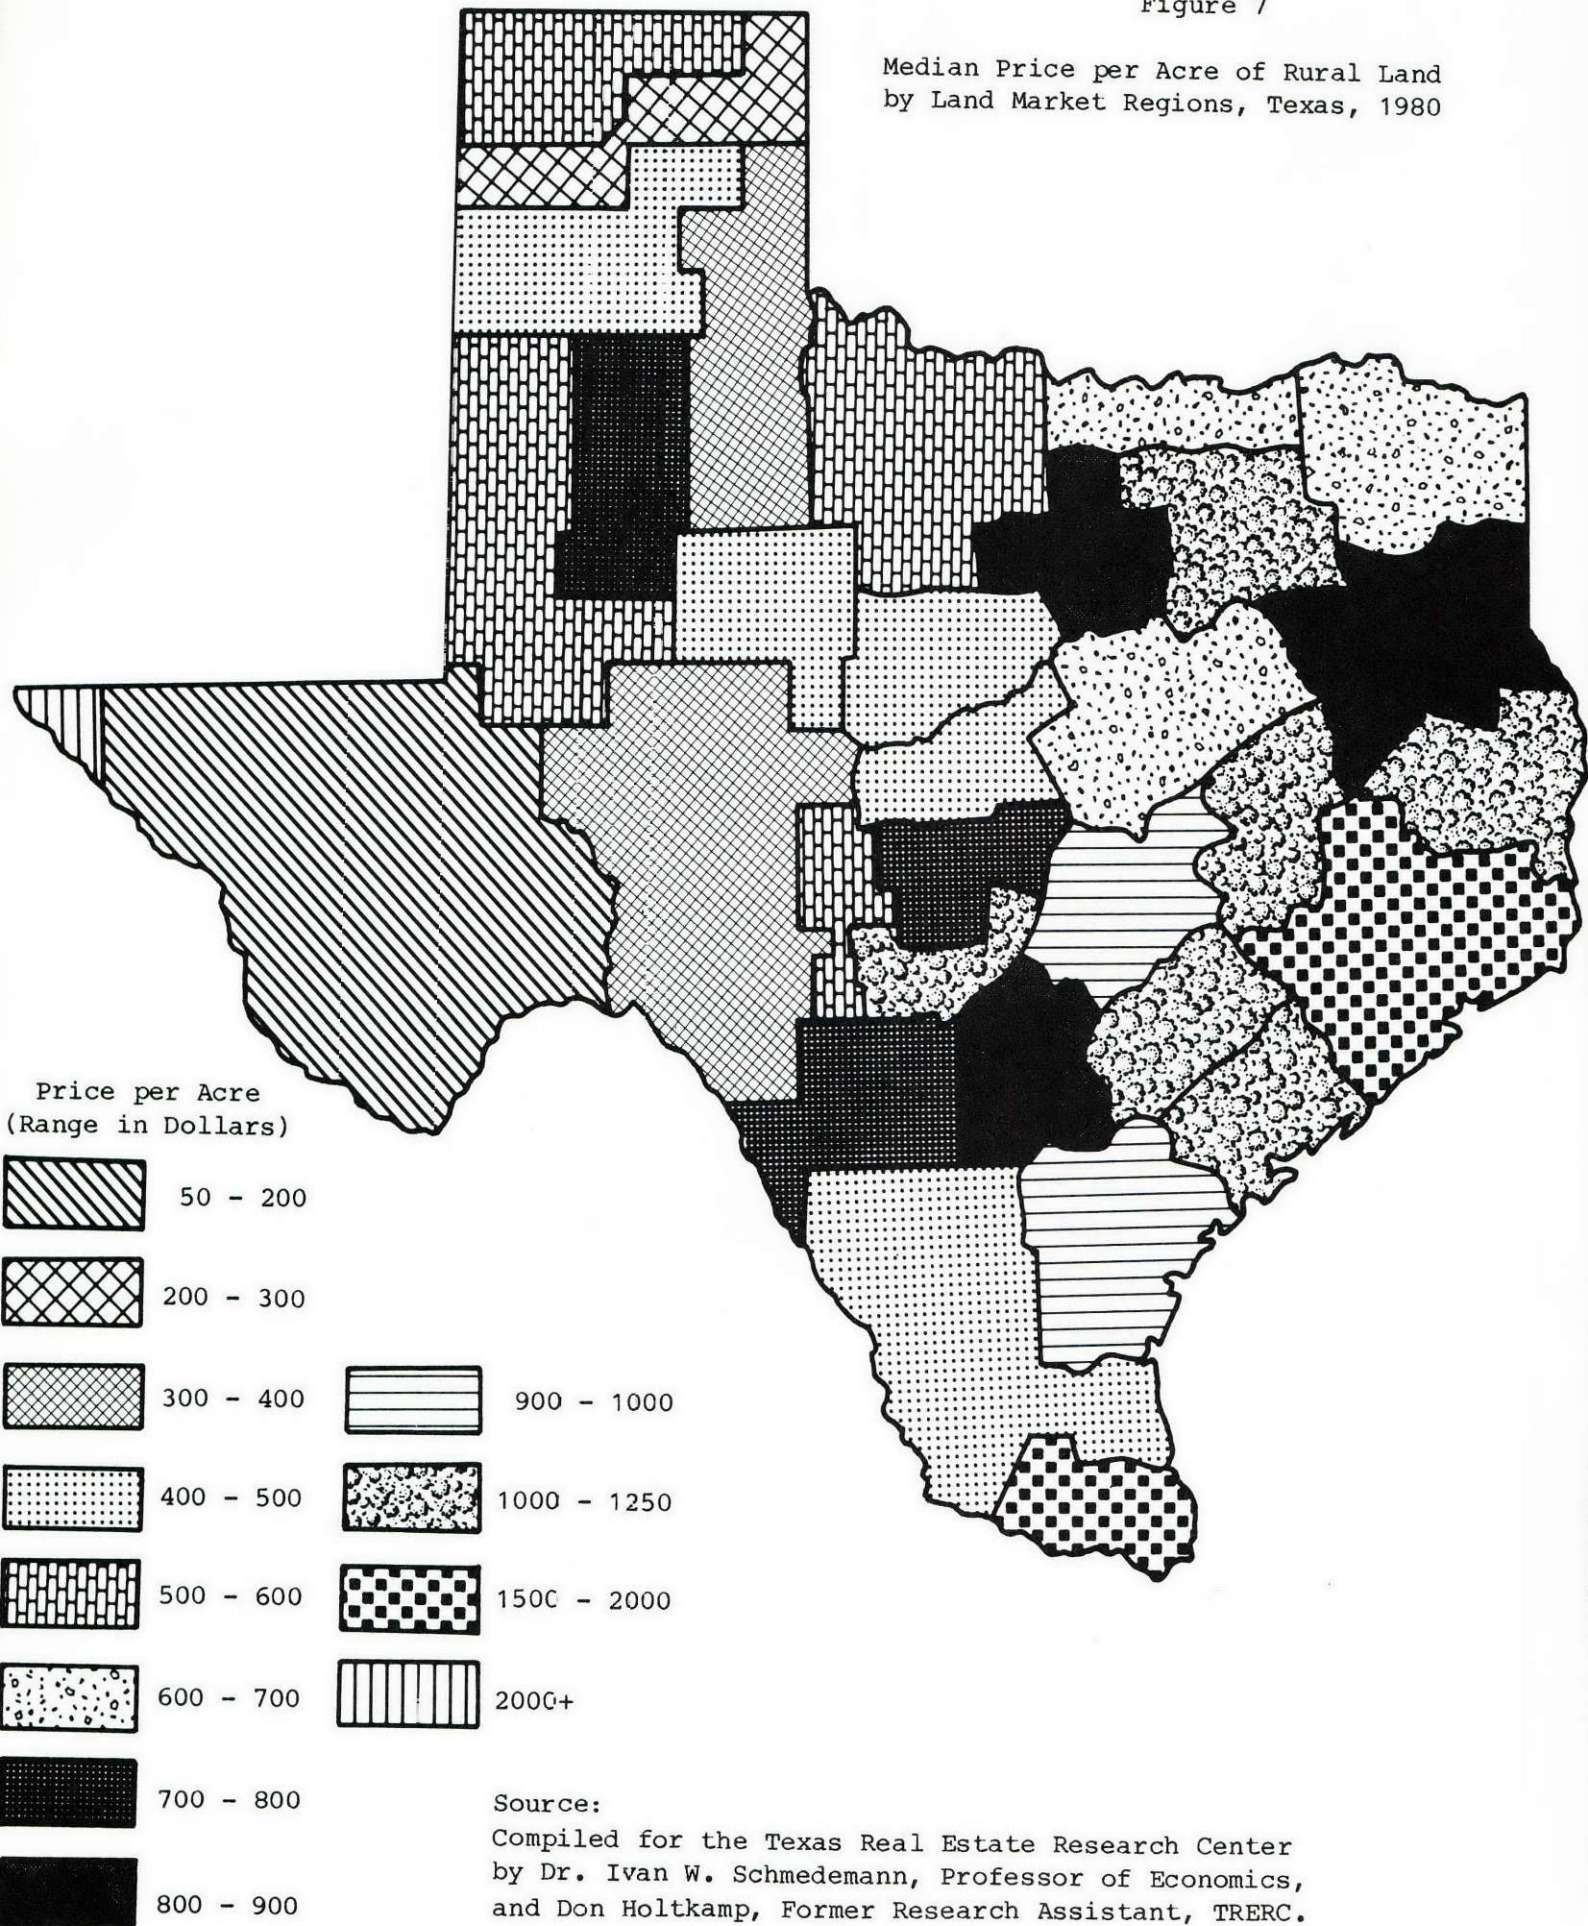 Figure 7
Median Price per Acre of Rural Land
by Land Market Regions, Texas, 1980
Price per Acre
(Range in Dollars)
50 - 200
200 - 300
300 - 400
400 - 500
500 - 600
600 - 700
700 - 800
800 - 900
900 - 1000
1000 - 1250
1500 - 2000
2000+
Source:
Compiled for the Texas Real Estate Research Center
by Dr. Ivan W. Schmedemann, Professor of Economics,
and Don Holtkamp, Former Research Assistant, TRERC.